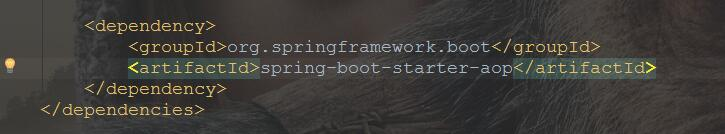 <dependency>
<groupId>org.springframework.boot</groupId>
<artifactId>spring-boot-starter-aop</artifactId>
</dependency>
</dependencies>